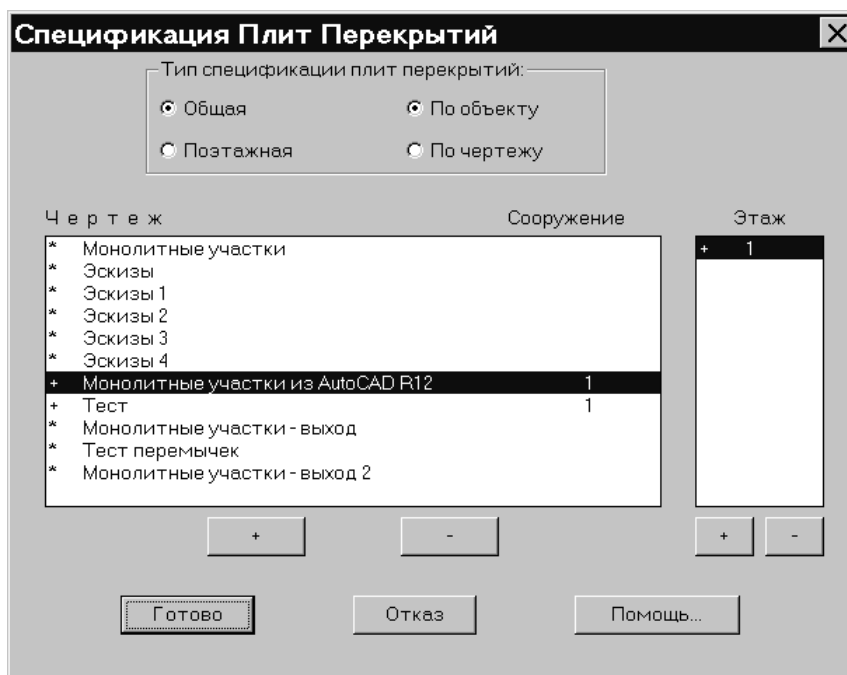 Спецификация Плит Перекрытий
Тип спецификации плит перекрытий:
Общая По объекту
Поэтажная По чертежу
Чертеж Сооружение Этаж
* Монолитные участки + 1
* Эскизы
* Эскизы 1
* Эскизы 2
* Эскизы 3
* Эскизы 4
+ Монолитные участки из AutoCAD R12 1
+ Тест 1
* Монолитные участки - выход
* Тест перемычек
* Монолитные участки - выход 2
+ - + -
Готово Отказ Помощь...